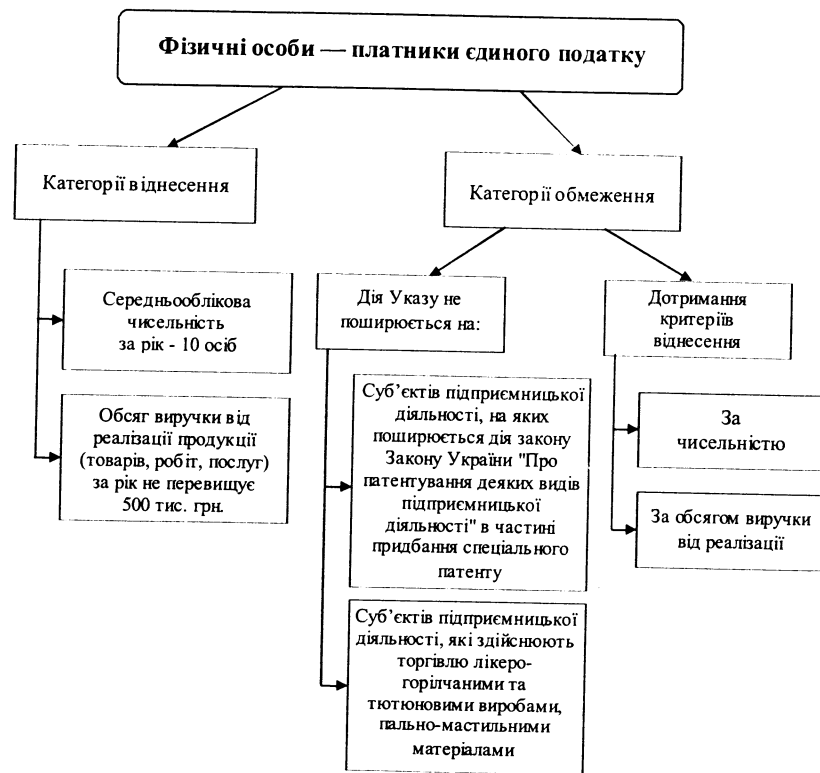 Фізичні особи — платники єдиного податку
Категорії віднесення
Категорії обмеження
Середньооблікова
чисельність
за рік - 10 осіб
Обсяг виручки від
реалізації продукції
(товарів, робіт, послуг)
за рік не перевищує
500 тис. грн.
Дія Указу не
поширюється на:
Суб’єктів підприємницької
діяльності, на яких
поширюється дія закону
Закону України "Про
патентування деяких видів
підприємницької
діяльності" в частині
придбання спеціального
патенту
Суб’єктів підприємницької
діяльності, які здійснюють
торгівлю лікеро-
горілчаними та
тютюновими виробами,
пально-мастильними
матеріалами
Дотримання
критеріїв
віднесення
За
чисельністю
За обсягом виручки
від реалізації